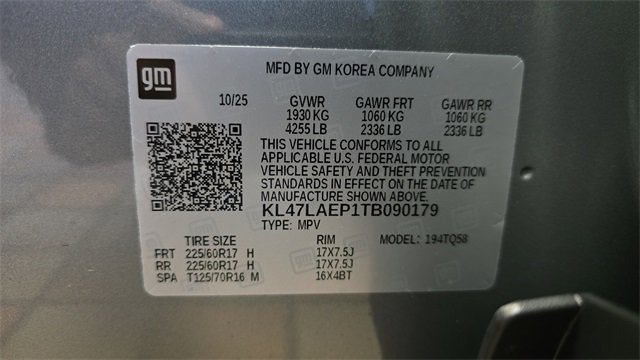 gm
MFD BY GM KOREA COMPANY
10/25 GVWR GAWR FRT GAWR RR
1930 KG 1060 KG 1060 KG
4255 LB 2336 LB 2336 LB
THIS VEHICLE CONFORMS TO ALL
APPLICABLE U.S. FEDERAL MOTOR
VEHICLE SAFETY AND THEFT PREVENTION
STANDARDS IN EFFECT ON THE DATE OF
MANUFACTURE SHOWN ABOVE.
KL47LAEP1TB090179
TYPE: MPV
TIRE SIZE RIM MODEL: 194TQ58
FRT 225/60R17 H 17X7.5J
RR 225/60R17 H 17X7.5J
SPA T125/70R16 M 16X4BT